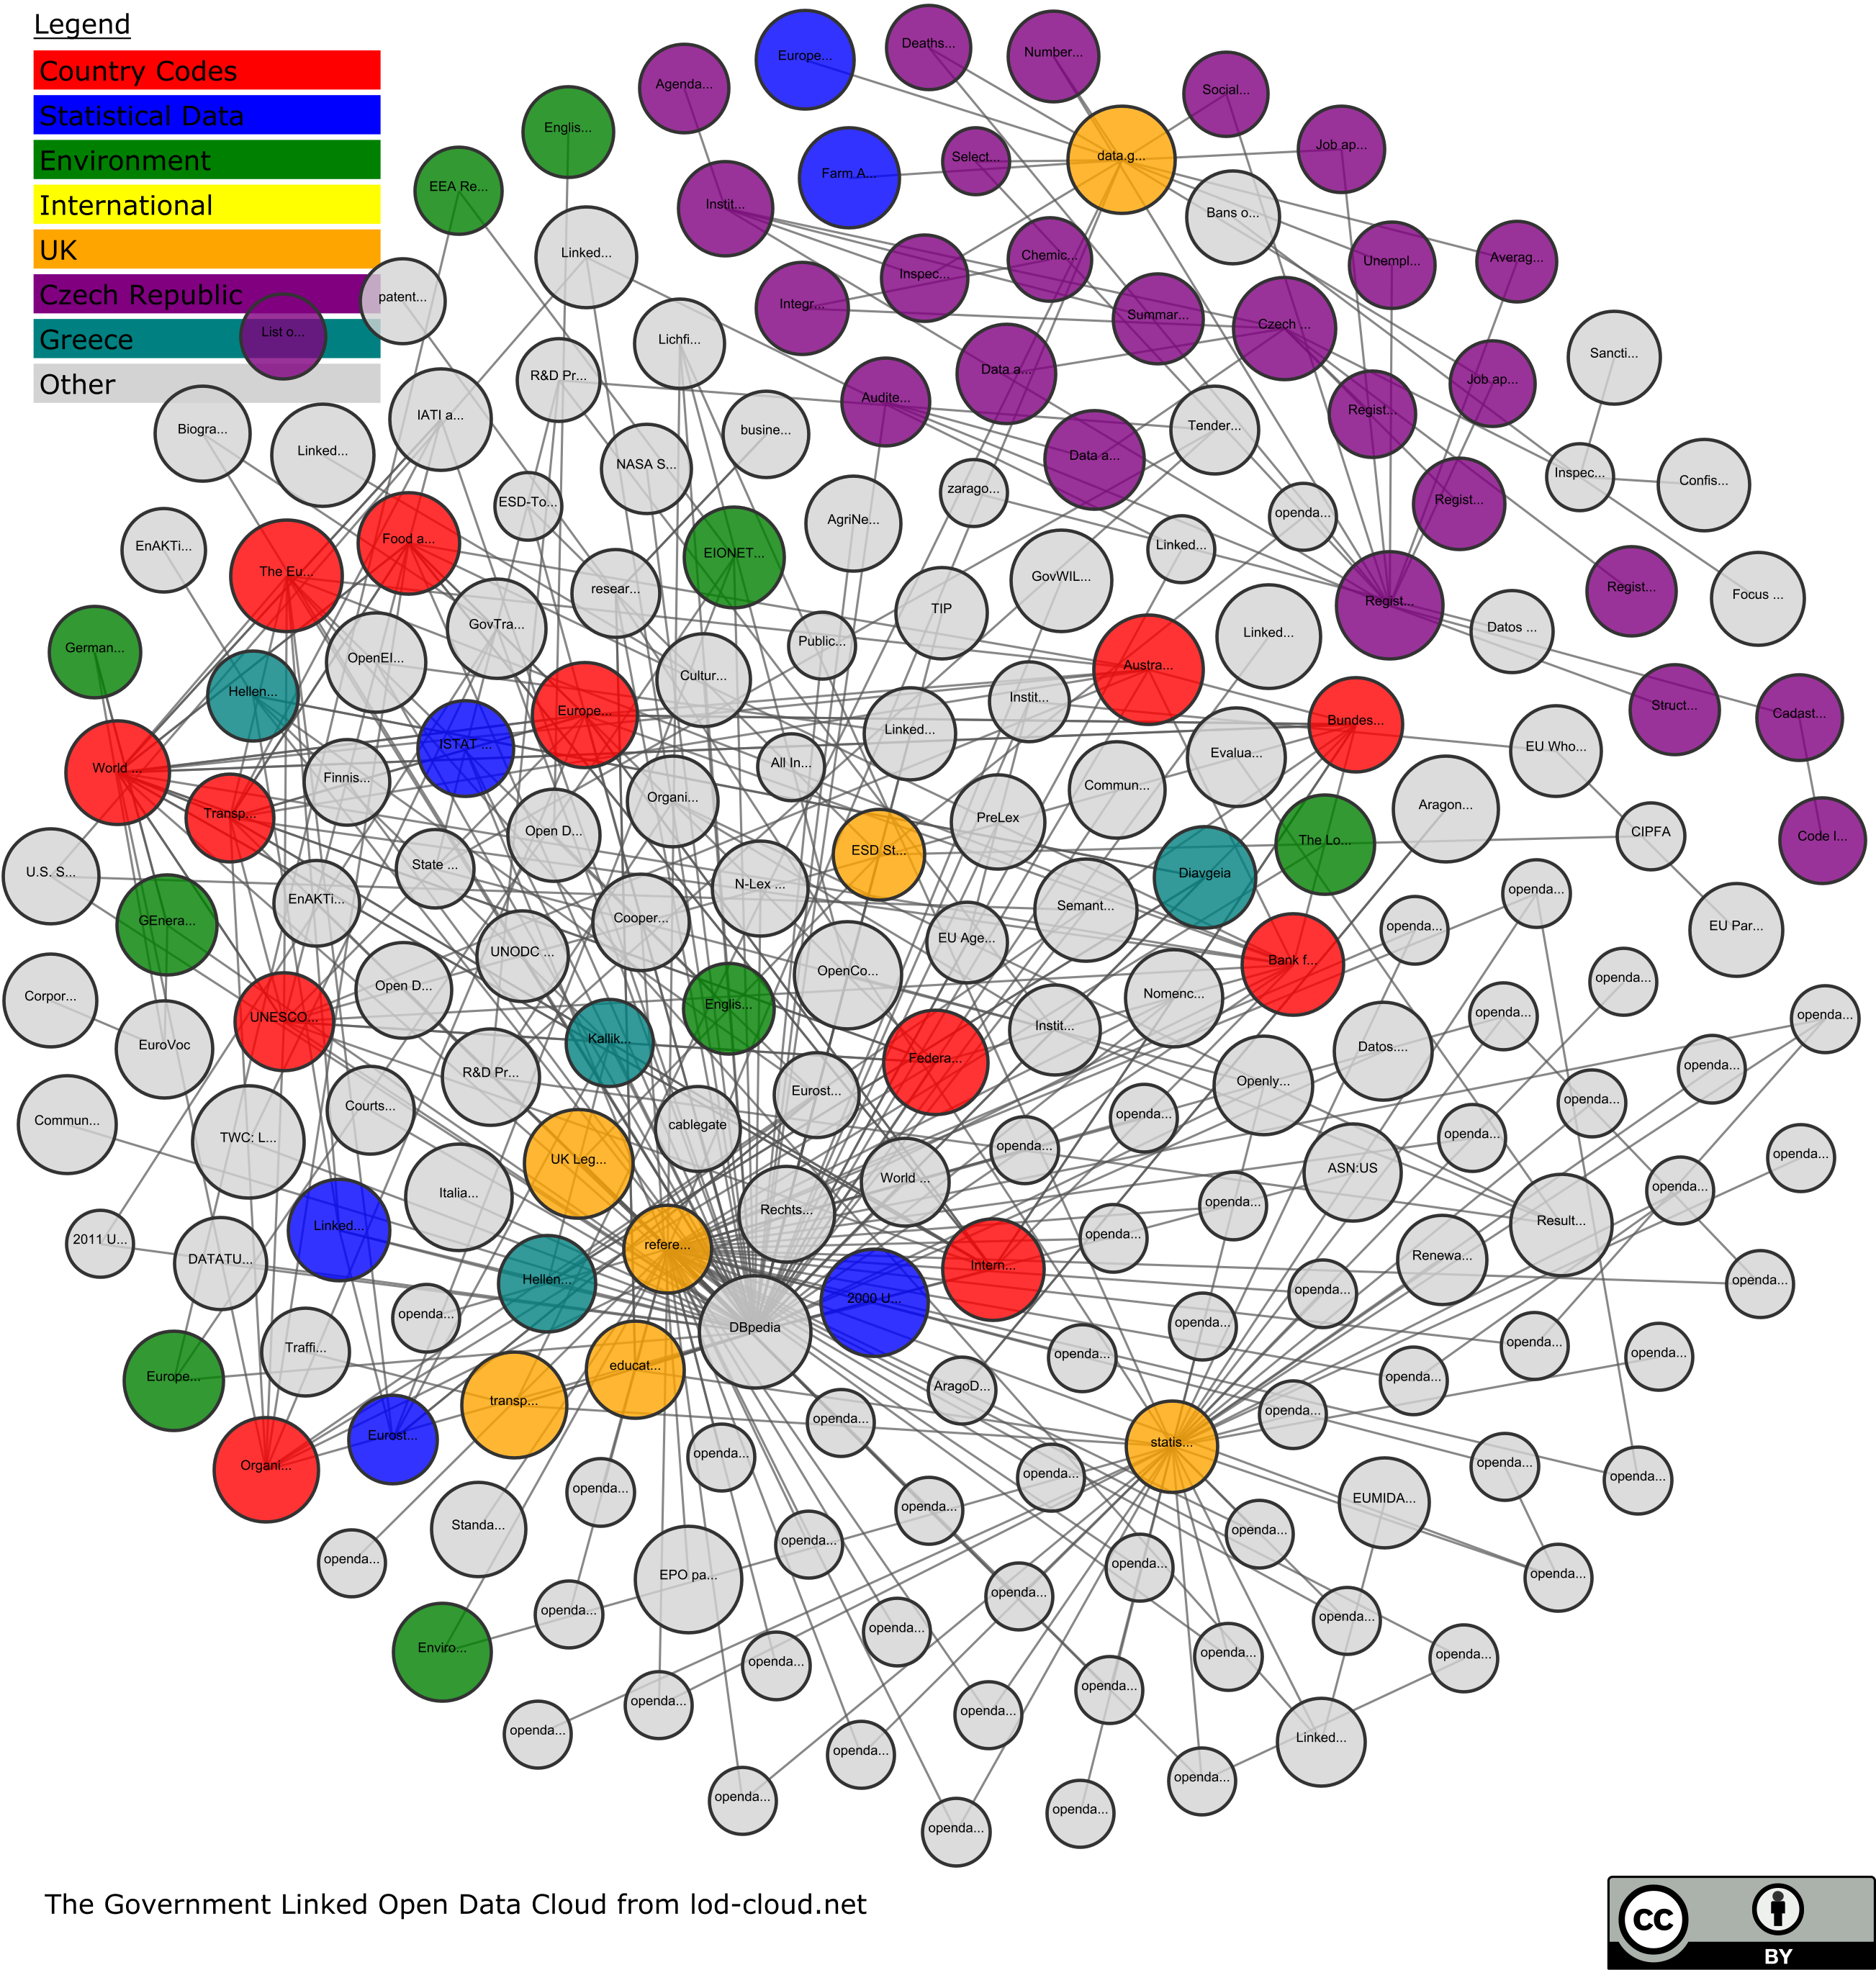 Legend
Country Codes
Statistical Data
Environment
International
UK
Czech Republic
Greece
Other
Europe...
Deaths...
Number...
Agenda...
Social...
Englis...
Job ap...
data.g...
Select...
Farm A...
EEA Re...
Instit...
Bans o...
Linked...
Chemic...
Unempl...
Averag...
Inspec...
patent...
Integr...
Summar...
Czech ...
List o...
Lichfi...
Sancti...
Data a...
R&D Pr...
Job ap...
Audite...
Regist...
IATI a...
Biogra...
busine...
Tender...
Linked...
Data a...
NASA S...
Inspec...
Confis...
zarago...
Regist...
ESD-To...
openda...
AgriNe...
Food a...
EnAKTi...
Linked...
EIONET...
The Eu...
GovWIL...
resear...
Regist...
Focus ...
Regist...
TIP
GovTra...
Datos ...
Linked...
Public...
German...
OpenEI...
Austra...
Cultur...
Hellen...
Instit...
Struct...
Europe...
Cadast...
Bundes...
Linked...
ISTAT ...
EU Who...
Evalua...
All In...
World ...
Finnis...
Commun...
Organi...
Aragon...
Transp...
PreLex
Open D...
CIPFA
Code l...
The Lo...
ESD St...
State ...
U.S. S...
Diavgeia
N-Lex ...
openda...
EnAKTi...
Semant...
Cooper...
GEnera...
openda...
EU Par...
EU Age...
UNODC ...
Bank f...
OpenCo...
openda...
Open D...
Nomenc...
Corpor...
Englis...
openda...
UNESCO...
openda...
Instit...
Kallik...
EuroVoc
Datos....
Federa...
openda...
R&D Pr...
Openly...
Eurost...
openda...
Courts...
openda...
Commun...
cablegate
openda...
TWC: L...
openda...
openda...
UK Leg...
ASN:US
World ...
openda...
Italia...
openda...
Rechts...
Result...
Linked...
openda...
2011 U...
refere...
DATATU...
Renewa...
Intern...
openda...
Hellen...
openda...
2000 U...
openda...
openda...
DBpedia
openda...
Traffi...
openda...
openda...
educat...
Europe...
openda...
AragoD...
transp...
openda...
openda...
Eurost...
statis...
openda...
Organi...
openda...
openda...
openda...
openda...
EUMIDA...
openda...
Standa...
openda...
openda...
openda...
openda...
EPO pa...
openda...
openda...
openda...
openda...
openda...
Enviro...
openda...
openda...
openda...
openda...
openda...
openda...
openda...
Linked...
openda...
openda...
openda...
openda...
openda...
The Government Linked Open Data Cloud from lod-cloud.net
cc
BY